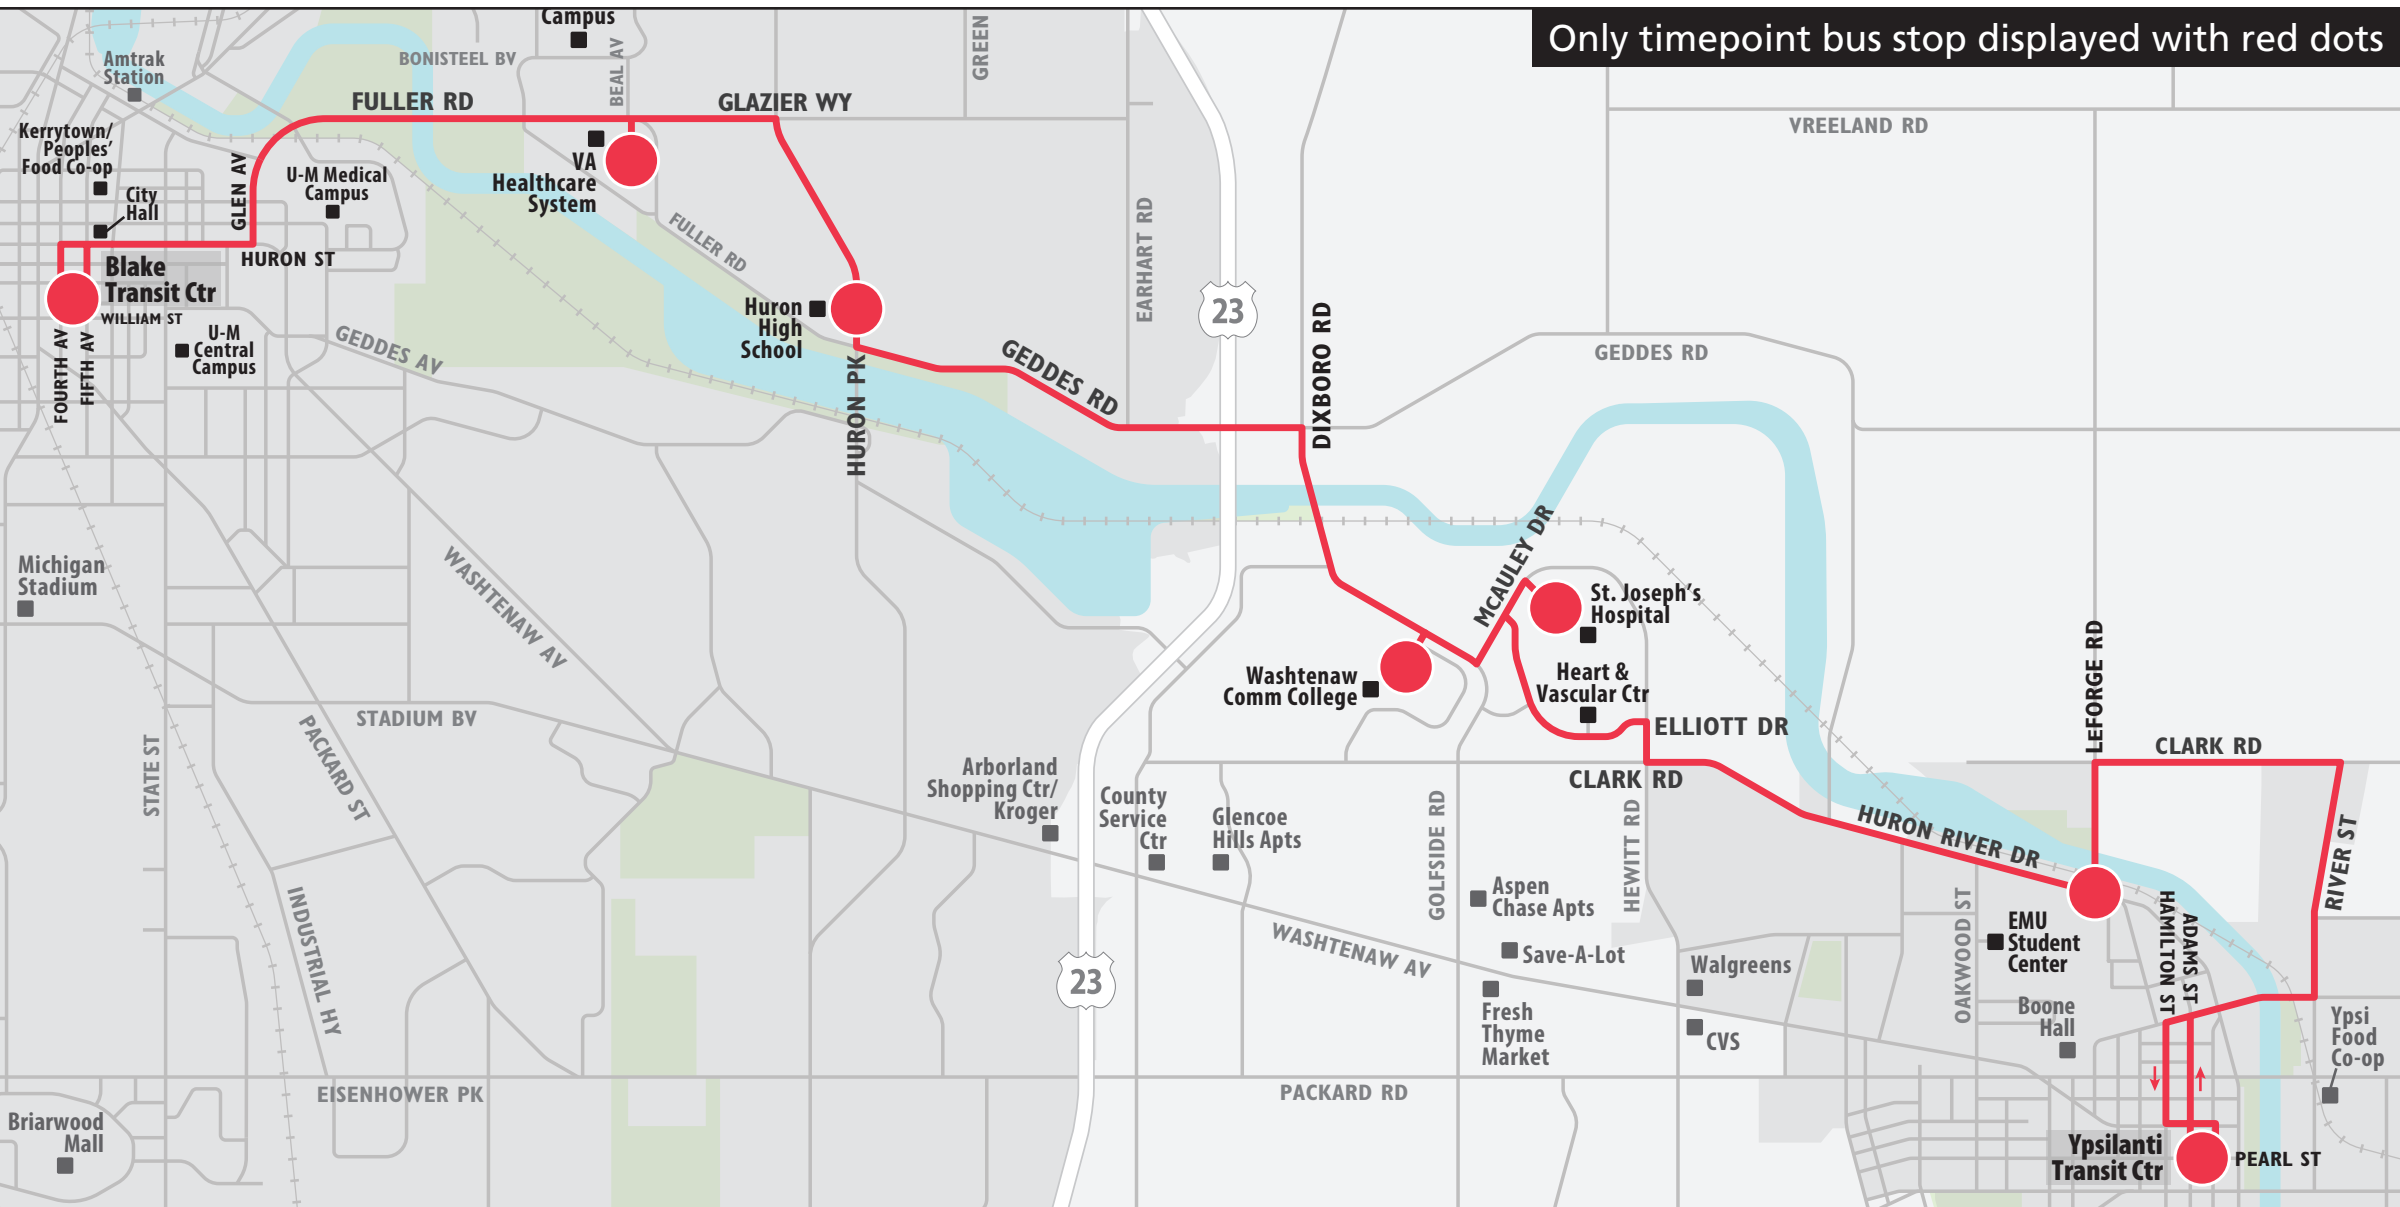 Only timepoint bus stop displayed with red dots
Campus
GREEN
BEAL AV
BONISTEEL BV
Amtrak
Station
FULLER RD
GLAZIER WY
VREELAND RD
Kerrytown/
Peoples'
Food Co-op
City
Hall
GLEN AV
U-M Medical
Campus
VA
Healthcare
System
FULLER RD
EARHART RD
HURON ST
Blake
Transit Ctr
WILLIAM ST
FOURTH AV
FIFTH AV
U-M
Central
Campus
GEDDES AV
Huron
High
School
HURON PK
GEDDES RD
23
DIXBORO RD
GEDDES RD
Michigan
Stadium
WASHTENAW AV
McAULEY DR
St. Joseph's
Hospital
Washtenaw
Comm College
Heart &
Vascular Ctr
ELLIOTT DR
LEFORGE RD
CLARK RD
STATE ST
STADIUM BV
PACKARD ST
CLARK RD
Arborland
Shopping Ctr/
Kroger
County
Service
Ctr
Glencoe
Hills Apts
GOLFSIDE RD
HEWITT RD
HURON RIVER DR
RIVER ST
INDUSTRIAL HY
Aspen
Chase Apts
OAKWOOD ST
EMU
Student
Center
HAMILTON ST
ADAMS ST
WASHTENAW AV
Save-A-Lot
Walgreens
23
Fresh
Thyme
Market
CVS
Boone
Hall
Ypsi
Food
Co-op
EISENHOWER PK
PACKARD RD
Briarwood
Mall
Ypsilanti
Transit Ctr
PEARL ST